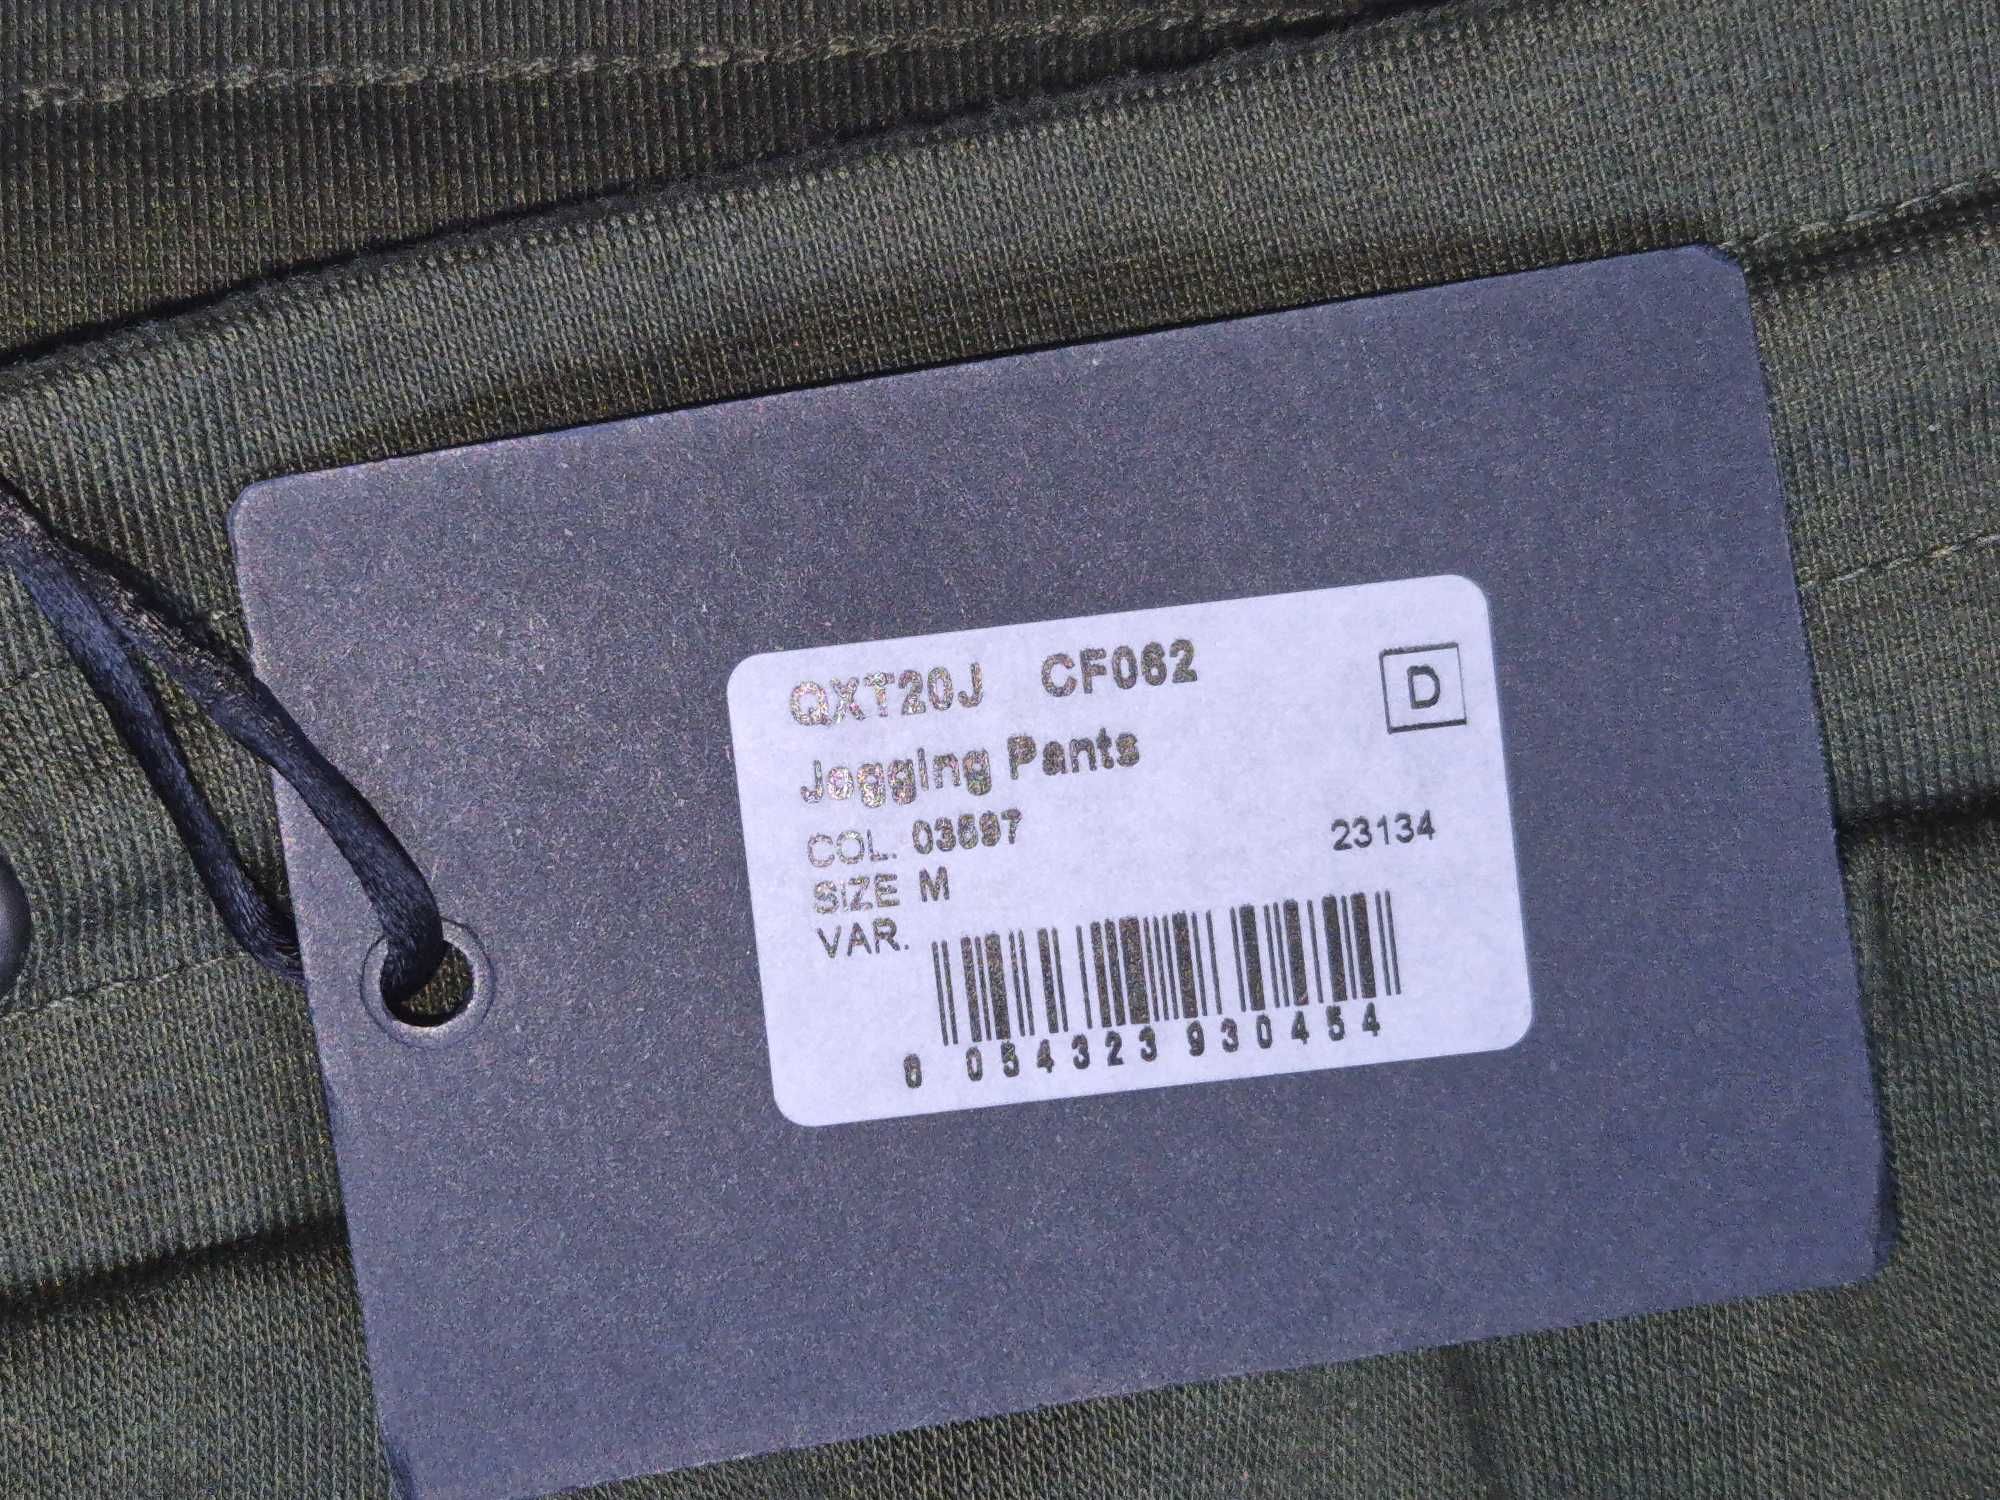 QXT20J CF062
D
Jogging Pants
COL. 03597
23134
SIZE M
VAR.
8 054323 930454